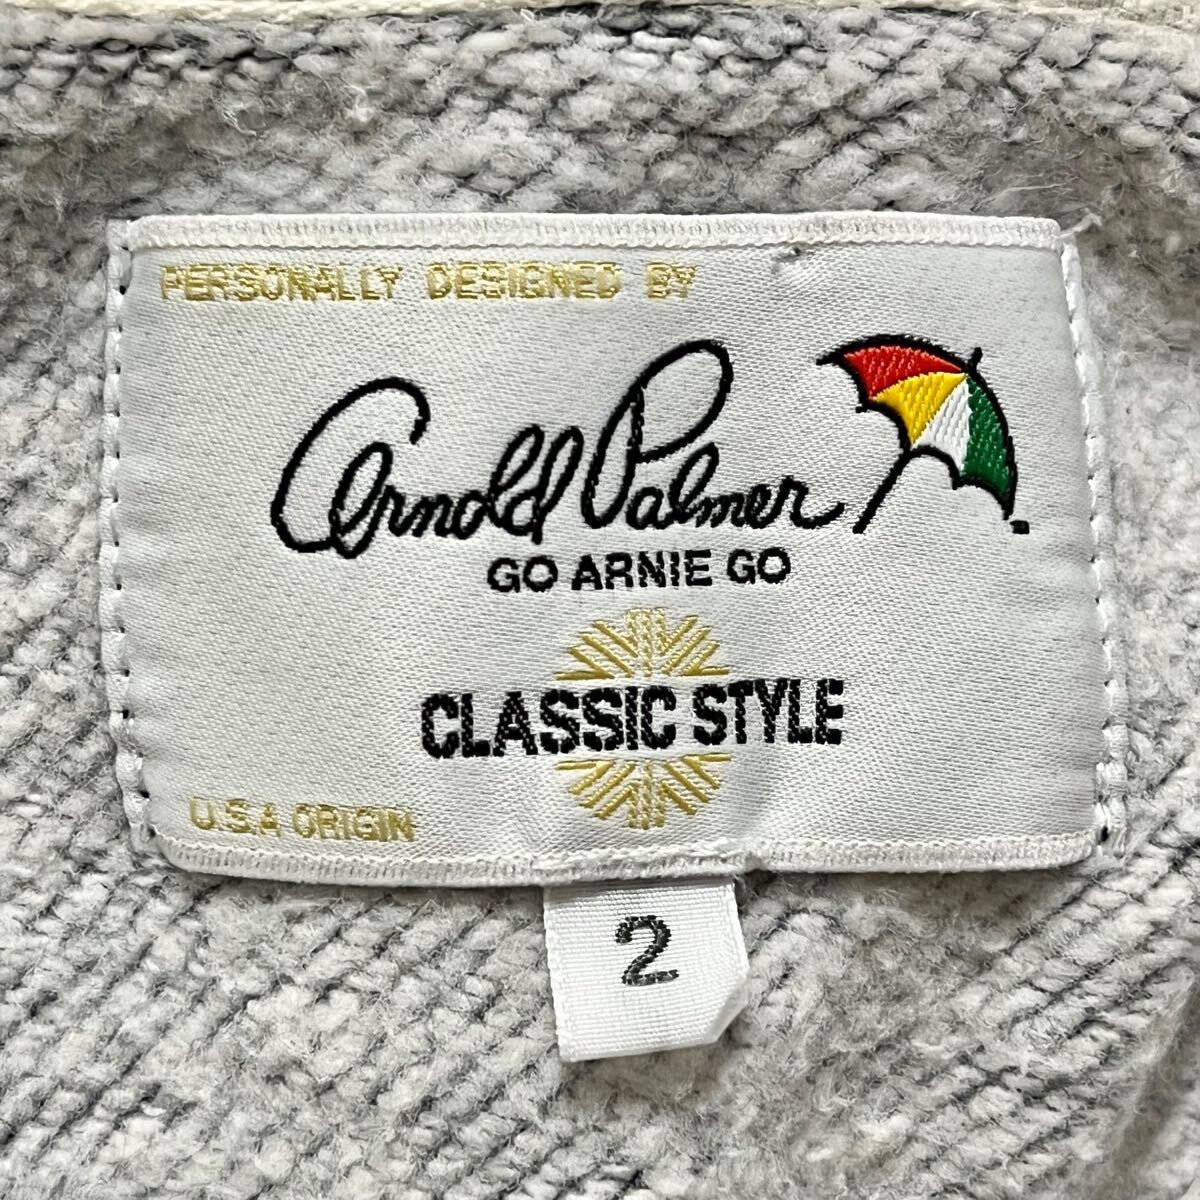 PERSONALLY DESIGNED BY
Arnold Palmer
GO ARNIE GO
CLASSIC STYLE
U.S.A ORIGIN
2